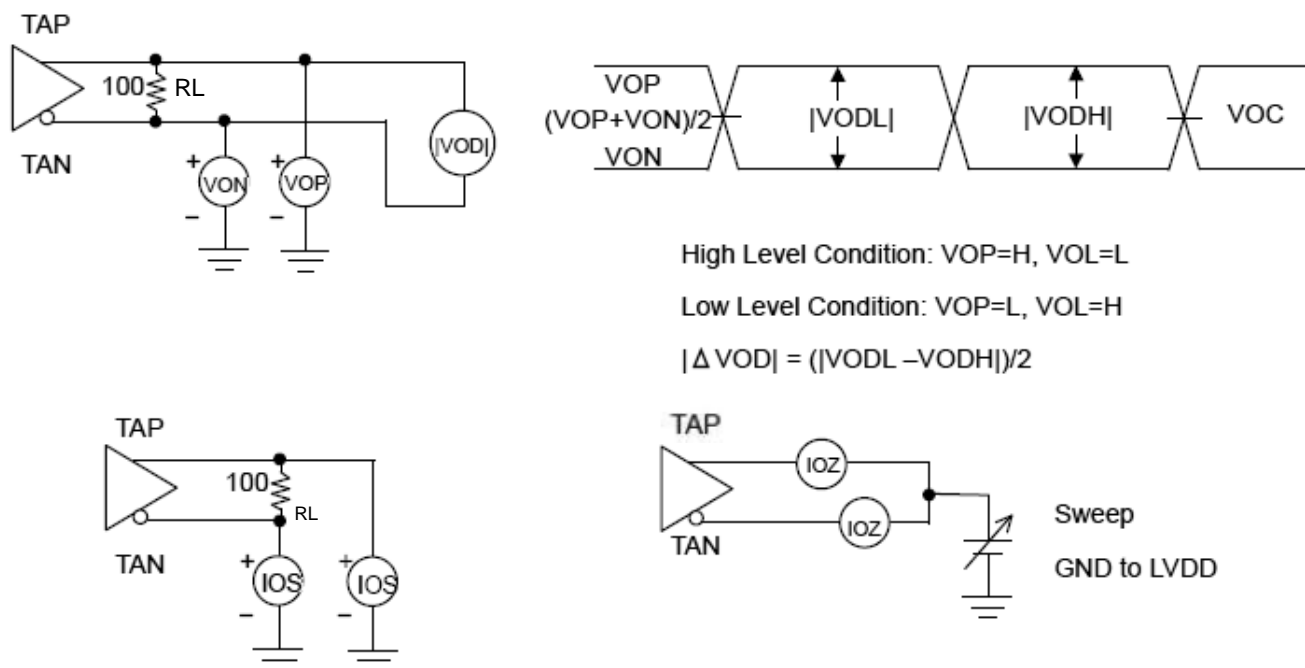 TAP
100 RL
TAN
+
VON
−
+
VOP
−
|VOD|
VOP
(VOP+VON)/2
VON
|VODL|
|VODH|
VOC
High Level Condition: VOP=H, VOL=L
Low Level Condition: VOP=L, VOL=H
|Δ VOD| = (|VODL –VODH|)/2
TAP
100
RL
TAN
+
IOS
−
+
IOS
−
TAP
IOZ
IOZ
TAN
Sweep
GND to LVDD